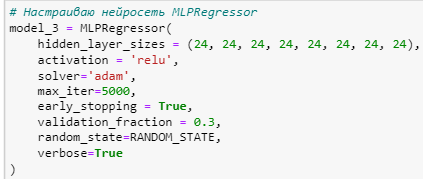 # Настраиваю нейросеть MLPRegressor
model_3 = MLPRegressor(
    hidden_layer_sizes = (24, 24, 24, 24, 24, 24, 24, 24),
    activation = 'relu',
    solver='adam',
    max_iter=5000,
    early_stopping = True,
    validation_fraction = 0.3,
    random_state=RANDOM_STATE,
    verbose=True
)